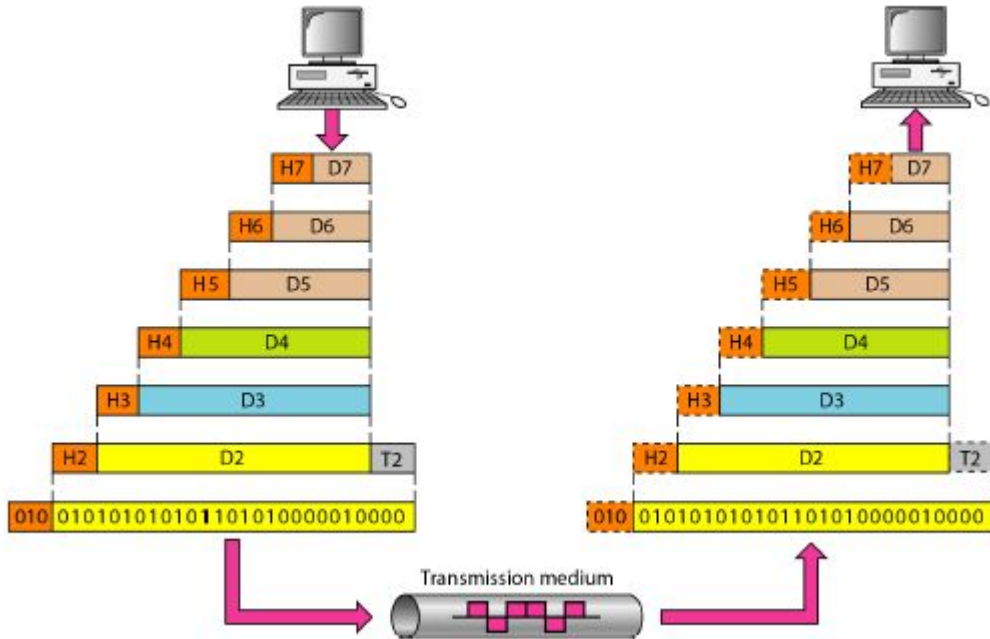 H7 D7 H7 D7
H6 D6 H6 D6
H5 D5 H5 D5
H4 D4 H4 D4
H3 D3 H3 D3
H2 D2 T2 H2 D2 T2
010 010101010101101010000010000 010 010101010101101010000010000
Transmission medium